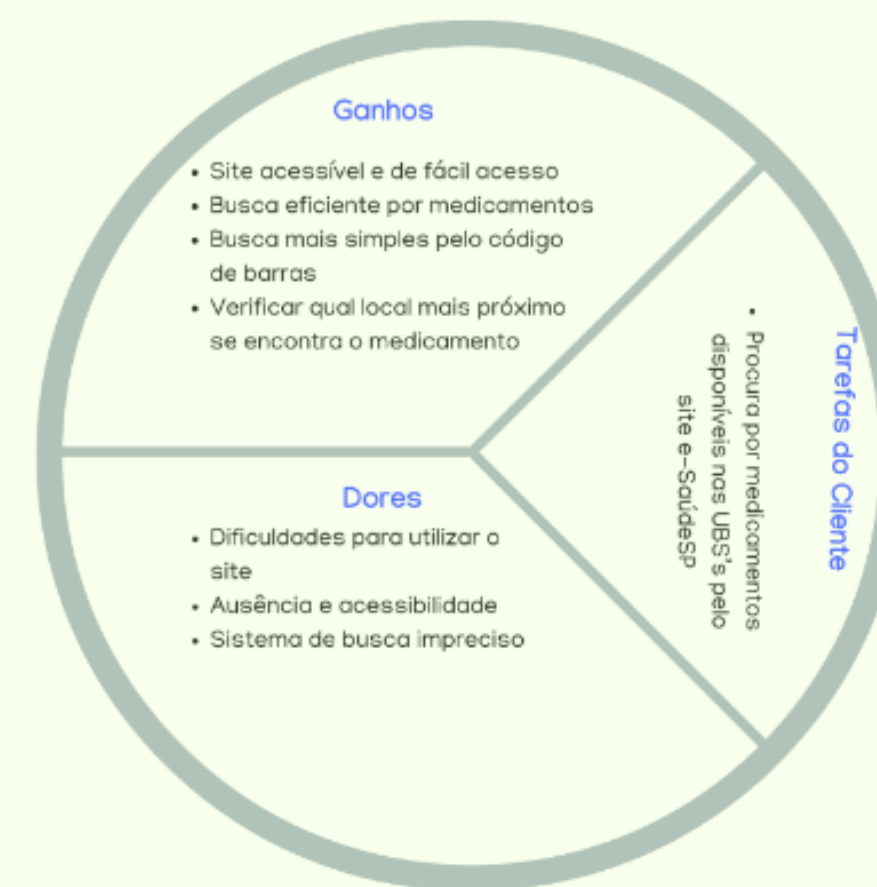 Ganhos
• Site acessível e de fácil acesso
• Busca eficiente por medicamentos
• Busca mais simples pelo código
de barras
• Verificar qual local mais próximo
se encontra o medicamento
Dores
• Dificuldades para utilizar o
site
• Ausência e acessibilidade
• Sistema de busca impreciso
Tarefas do Cliente
• Procura por medicamentos
disponíveis nas UBS's pelo
site e-SaúdeSP